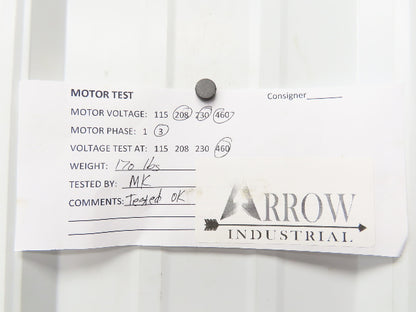 MOTOR TEST
Consigner______
MOTOR VOLTAGE: 115 208 230 460
MOTOR PHASE: 1 3
VOLTAGE TEST AT: 115 208 230 460
WEIGHT: 170 lbs
TESTED BY: MK
COMMENTS: Tested OK
ARROW
INDUSTRIAL